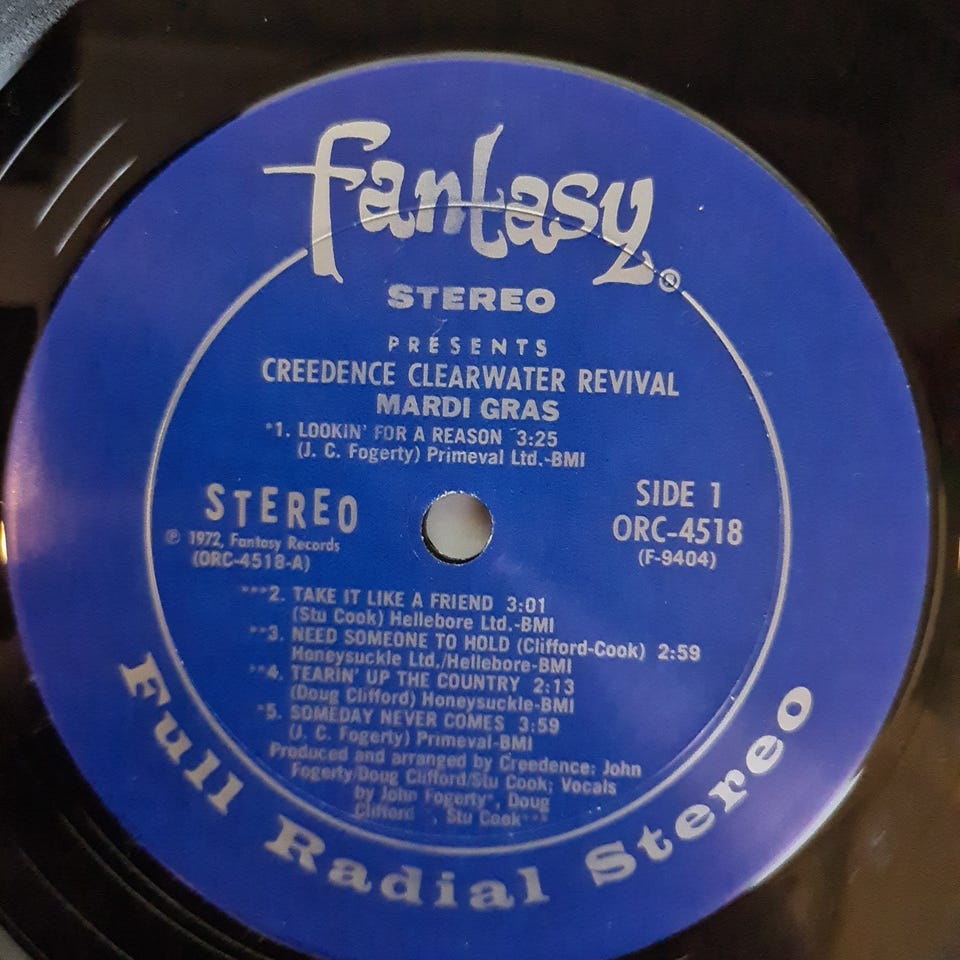 fantasy ®
STEREO
PRESENTS
CREEDENCE CLEARWATER REVIVAL
MARDI GRAS
*1. LOOKIN' FOR A REASON 3:25
(J. C. Fogerty) Primeval Ltd.-BMI
STEREO
℗ 1972, Fantasy Records
(ORC-4518-A)
SIDE 1
ORC-4518
(F-9404)
***2. TAKE IT LIKE A FRIEND 3:01
(Stu Cook) Hellebore Ltd.-BMI
**3. NEED SOMEONE TO HOLD (Clifford-Cook) 2:59
Honeysuckle Ltd./Hellebore-BMI
**4. TEARIN' UP THE COUNTRY 2:13
(Doug Clifford) Honeysuckle-BMI
*5. SOMEDAY NEVER COMES 3:59
(J. C. Fogerty) Primeval-BMI
Produced and arranged by Creedence: John
Fogerty/Doug Clifford/Stu Cook; Vocals
by John Fogerty*, Doug
Clifford , Stu Cook***
Full Radial Stereo